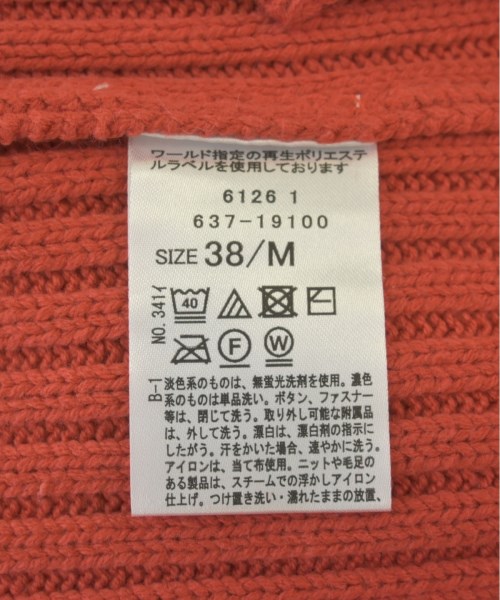 ワールド指定の再生ポリエステ
ルラベルを使用しております
6126 1
637-19100
SIZE 38/M
NO. 341イ
40
F
W
B-1
淡色系のものは、無蛍光洗剤を使用。濃色
系のものは単品洗い。ボタン、ファスナー
等は、閉じて洗う。取り外し可能な附属品
は、外して洗う。漂白は、漂白剤の指示に
したがう。汗をかいた場合、速やかに洗う。
アイロンは、当て布使用。ニットや毛足の
ある製品は、スチームでの浮かしアイロン
仕上げ。つけ置き洗い・濡れたままの放置、